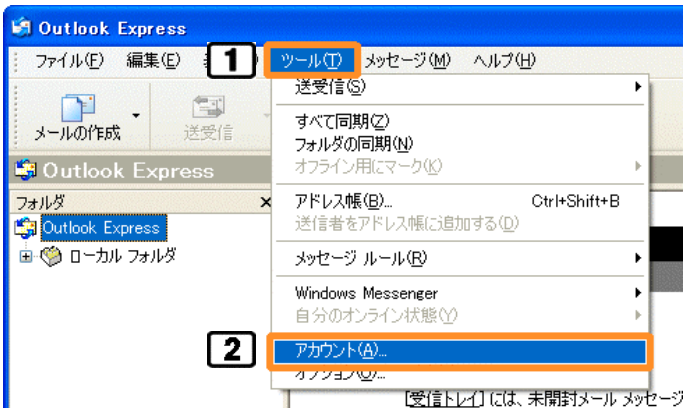 Outlook Express
ファイル(F) 編集(E) 1 ツール(T) メッセージ(M) ヘルプ(H)
メールの作成 送受信
送受信(S)
すべて同期(Z)
フォルダの同期(N)
オフライン用にマーク(K)
アドレス帳(B)... Ctrl+Shift+B
送信者をアドレス帳に追加する(D)
メッセージ ルール(R)
Windows Messenger
自分のオンライン状態(Y)
2 アカウント(A)...
オプション(O)...
Outlook Express
フォルダ ×
Outlook Express
ローカル フォルダ
[受信トレイ] には、未開封メール メッセージ